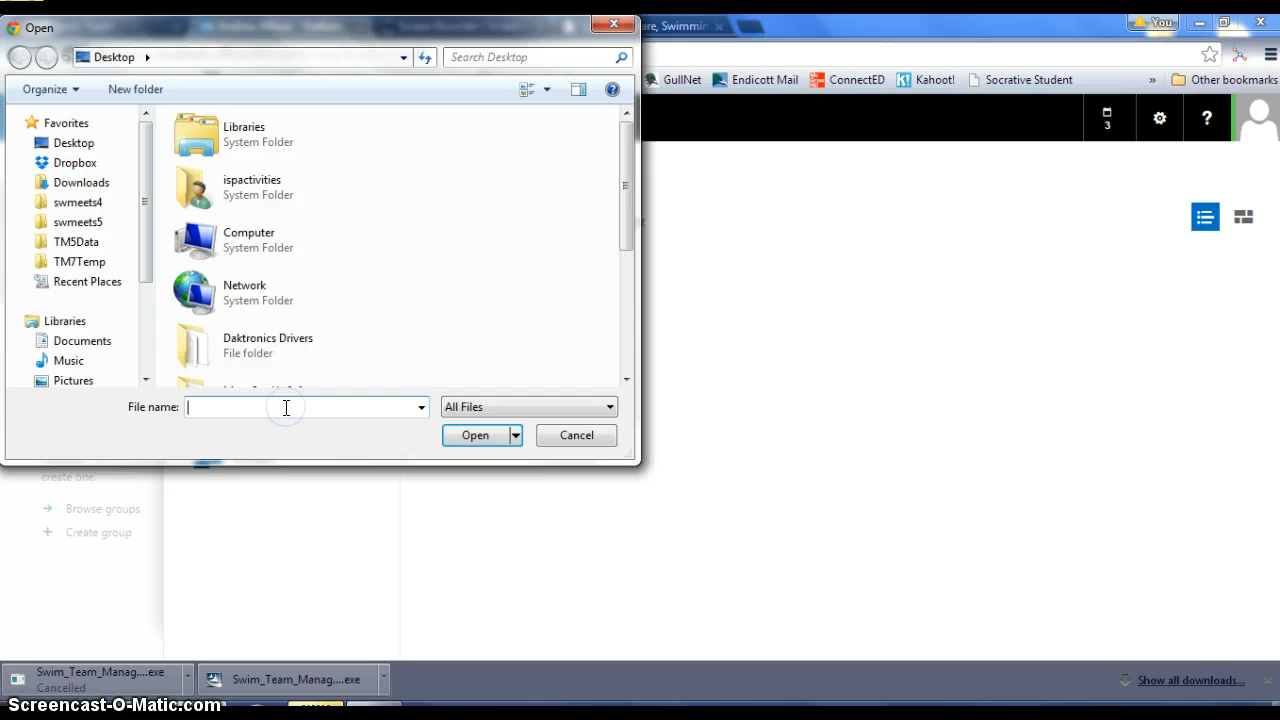 Open
You
are, Swimmin
Desktop
Search Desktop
GullNet
Endicott Mail
ConnectED
K!
Kahoot!
Socrative Student
»
Other bookmarks
Organize
New folder
3
?
Favorites
Desktop
Dropbox
Downloads
swmeets4
swmeets5
TM5Data
TM7Temp
Recent Places
Libraries
Documents
Music
Pictures
Libraries
System Folder
ispactivities
System Folder
Computer
System Folder
Network
System Folder
Daktronics Drivers
File folder
File name:
All Files
Open
Cancel
create one.
Browse groups
Create group
Swim_Team_Manag....exe
Cancelled
Swim_Team_Manag....exe
Show all downloads...
Screencast-O-Matic.com